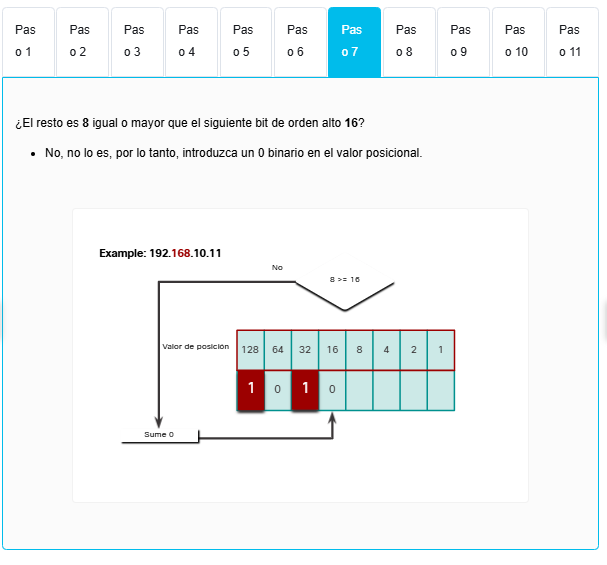 Pas
o 1
Pas
o 2
Pas
o 3
Pas
o 4
Pas
o 5
Pas
o 6
Pas
o 7
Pas
o 8
Pas
o 9
Pas
o 10
Pas
o 11
¿El resto es 8 igual o mayor que el siguiente bit de orden alto 16?
• No, no lo es, por lo tanto, introduzca un 0 binario en el valor posicional.
Example: 192.168.10.11
No
8 >= 16
Valor de posición 128 64 32 16 8 4 2 1
1 0 1 0
Sume 0